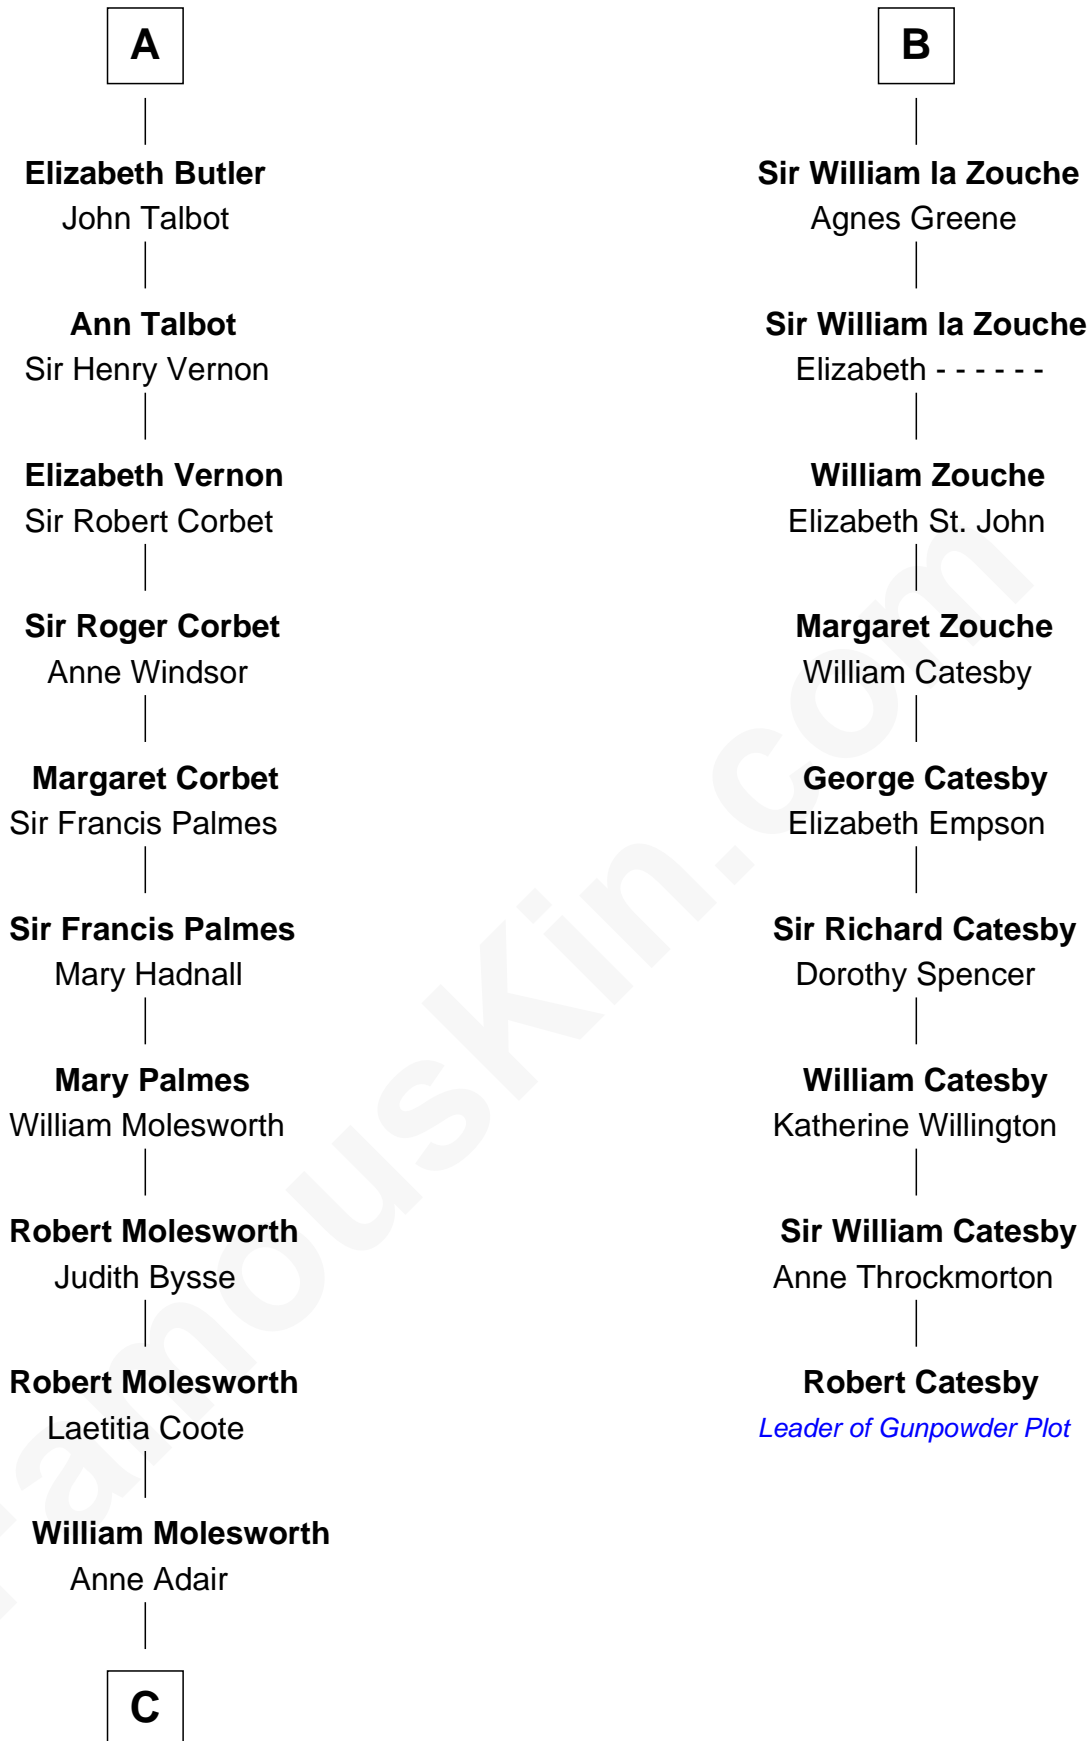 A
Elizabeth Butler
John Talbot
Ann Talbot
Sir Henry Vernon
Elizabeth Vernon
Sir Robert Corbet
Sir Roger Corbet
Anne Windsor
Margaret Corbet
Sir Francis Palmes
Sir Francis Palmes
Mary Hadnall
Mary Palmes
William Molesworth
Robert Molesworth
Judith Bysse
Robert Molesworth
Laetitia Coote
William Molesworth
Anne Adair
C
B
Sir William la Zouche
Agnes Greene
Sir William la Zouche
Elizabeth - - - - - -
William Zouche
Elizabeth St. John
Margaret Zouche
William Catesby
George Catesby
Elizabeth Empson
Sir Richard Catesby
Dorothy Spencer
William Catesby
Katherine Willington
Sir William Catesby
Anne Throckmorton
Robert Catesby
Leader of Gunpowder Plot
FamousKin.com